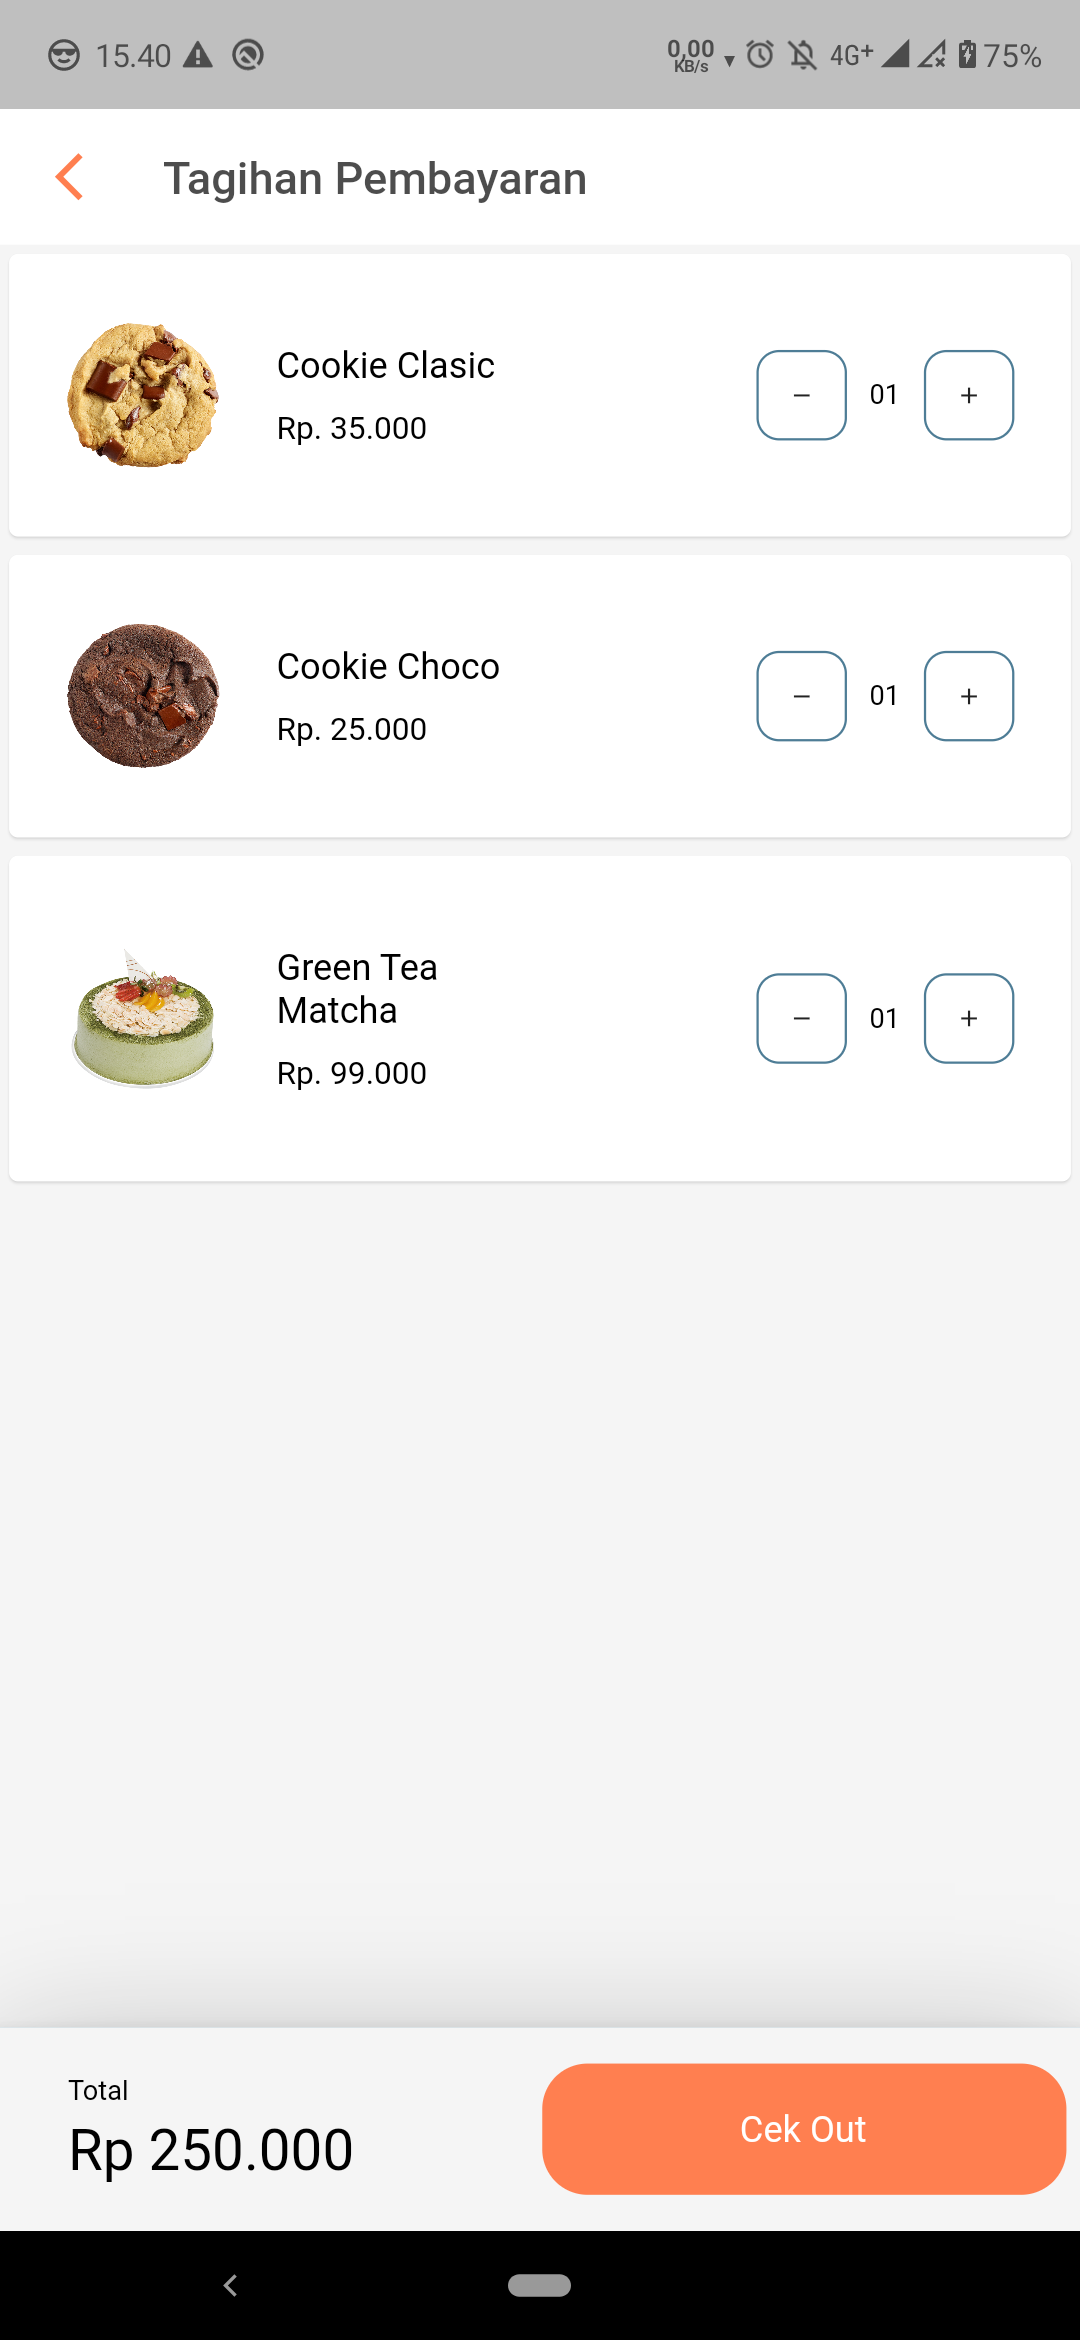 15.40
0,00
KB/s
4G+
75%
Tagihan Pembayaran
Cookie Clasic
Rp. 35.000
− 01 +
Cookie Choco
Rp. 25.000
− 01 +
Green Tea
Matcha
Rp. 99.000
− 01 +
Total
Rp 250.000
Cek Out